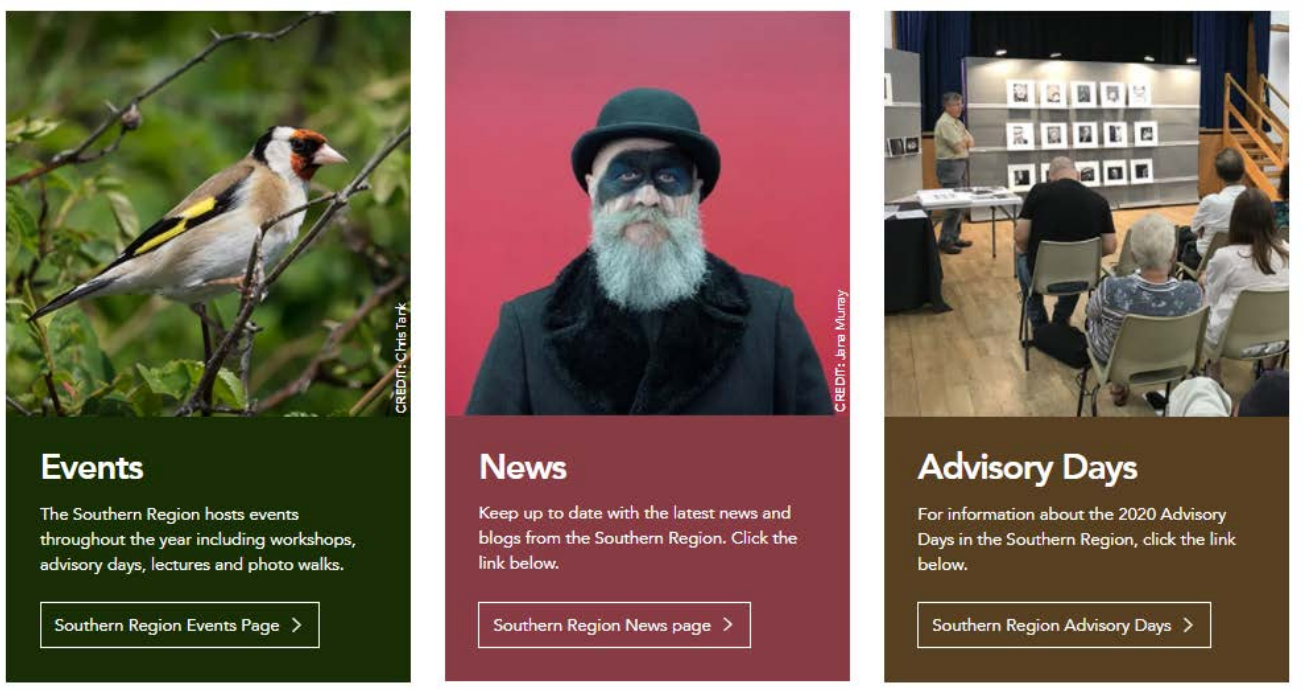 CREDIT: Chris Tark
Events
The Southern Region hosts events
throughout the year including workshops,
advisory days, lectures and photo walks.
Southern Region Events Page >
CREDIT: Jana Murray
News
Keep up to date with the latest news and
blogs from the Southern Region. Click the
link below.
Southern Region News page >
Advisory Days
For information about the 2020 Advisory
Days in the Southern Region, click the link
below.
Southern Region Advisory Days >